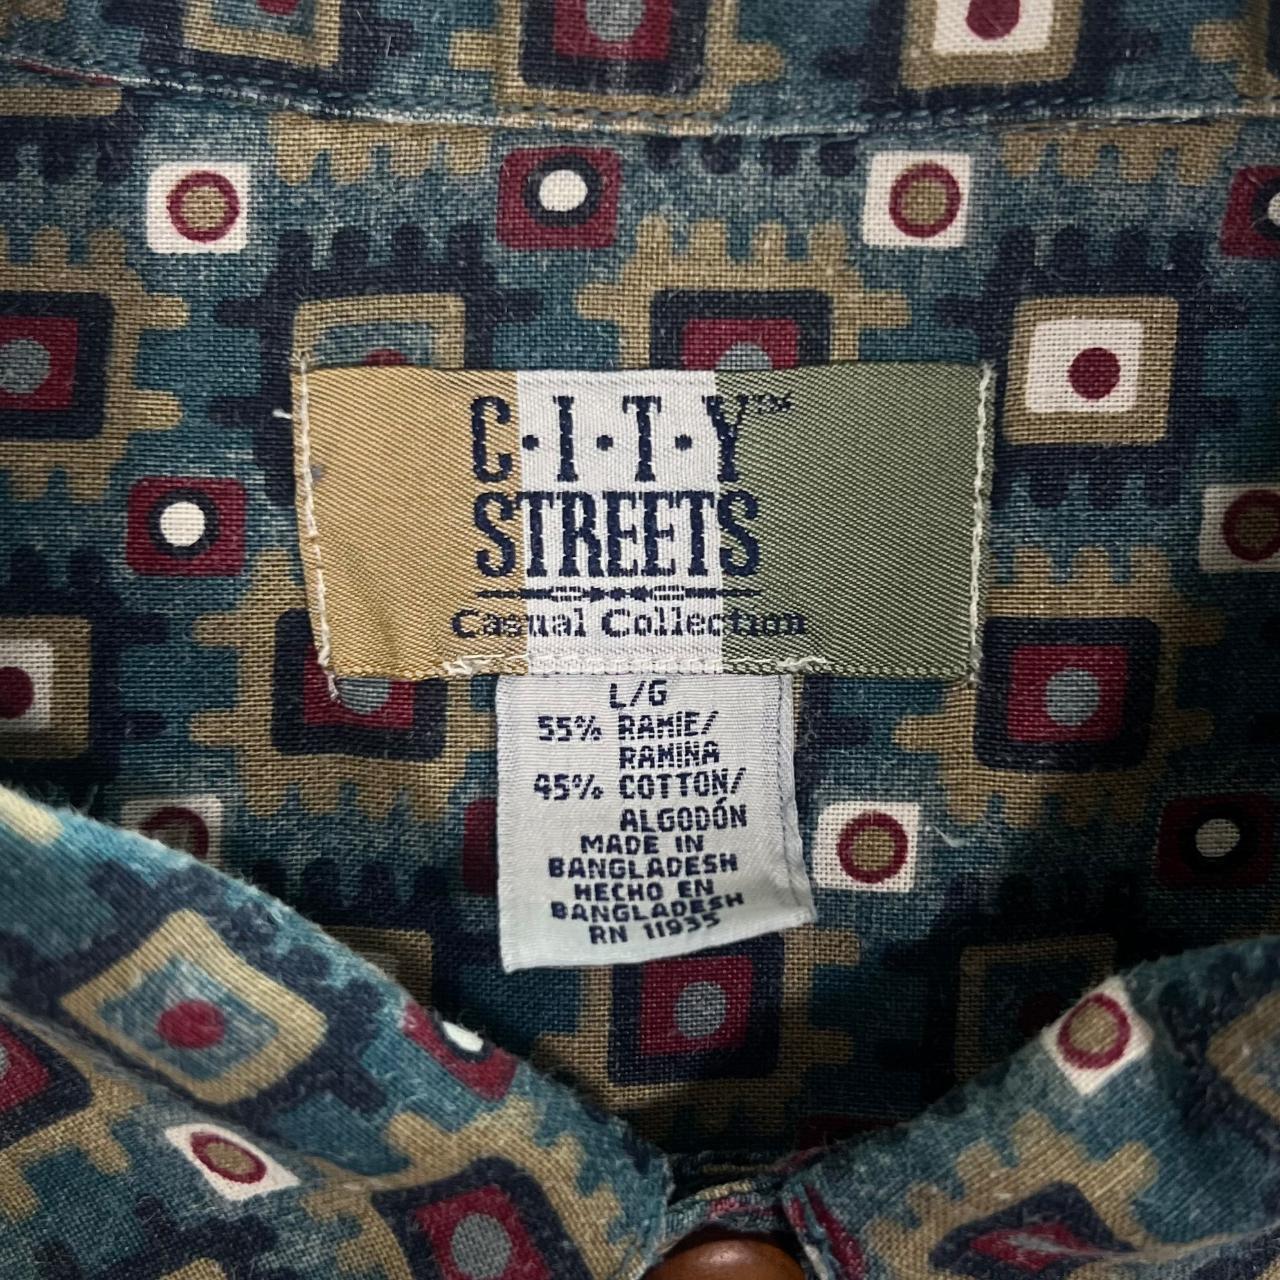 C·I·T·Y™
STREETS
Casual Collection
L/G
55% RAMIE/
RAMINA
45% COTTON/
ALGODÓN
MADE IN
BANGLADESH
HECHO EN
BANGLADESH
RN 11935